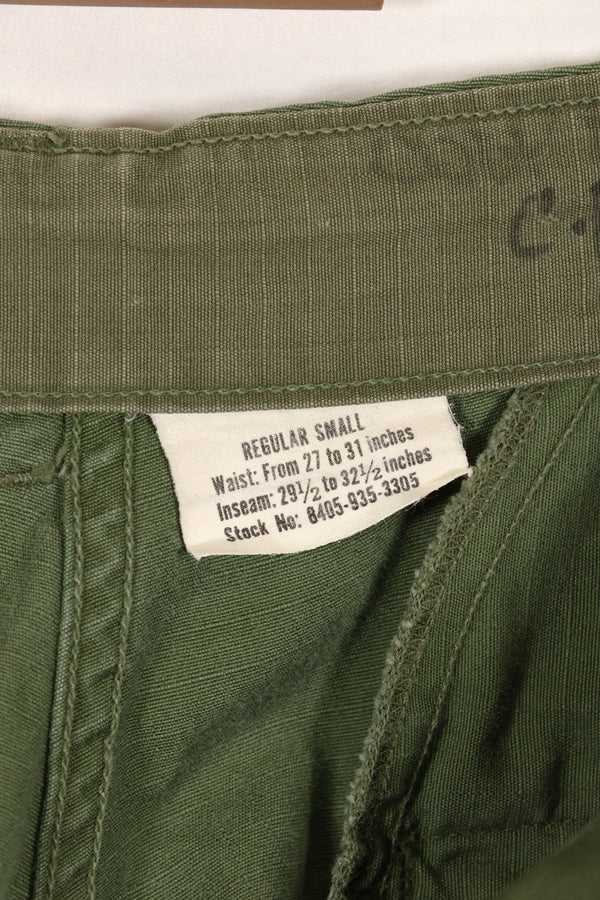 REGULAR SMALL
Waist: From 27 to 31 inches
Inseam: 29½ to 32½ inches
Stock No: 8405-935-3305